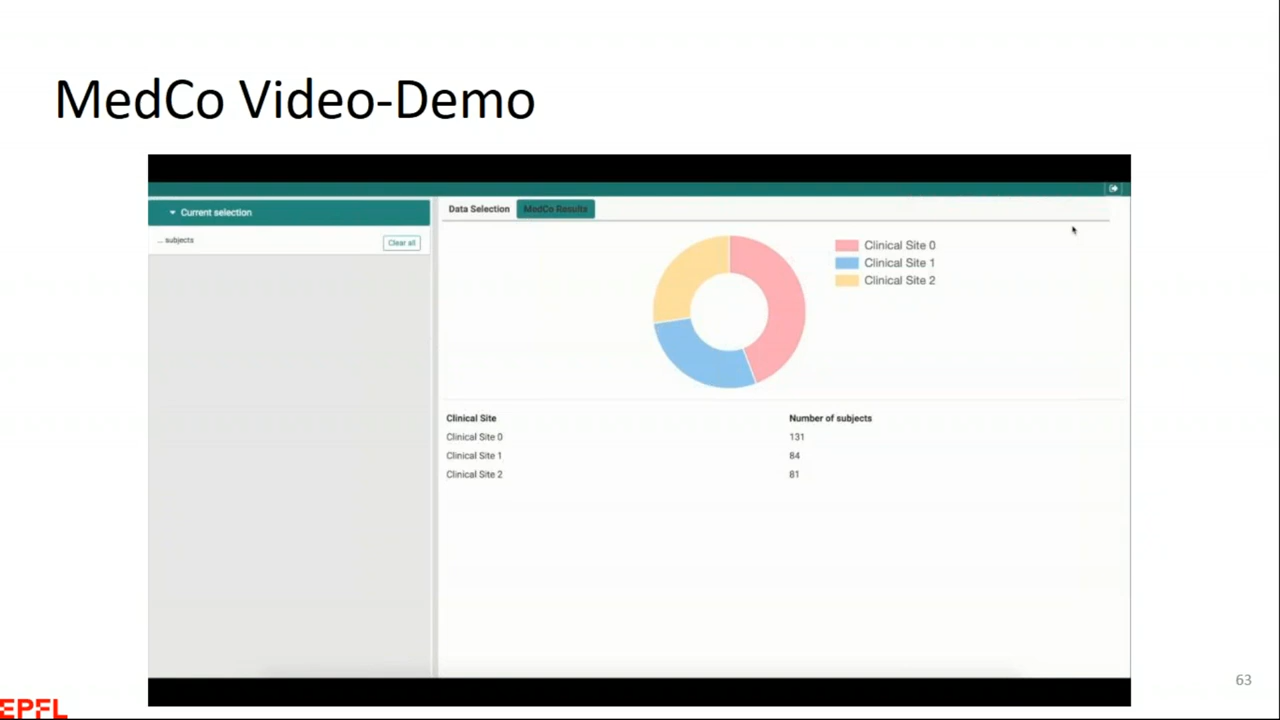 MedCo Video-Demo
Current selection
... subjects
Clear all
Data Selection MedCo Results
Clinical Site 0
Clinical Site 1
Clinical Site 2
Clinical Site Number of subjects
Clinical Site 0 131
Clinical Site 1 84
Clinical Site 2 81
63
EPFL